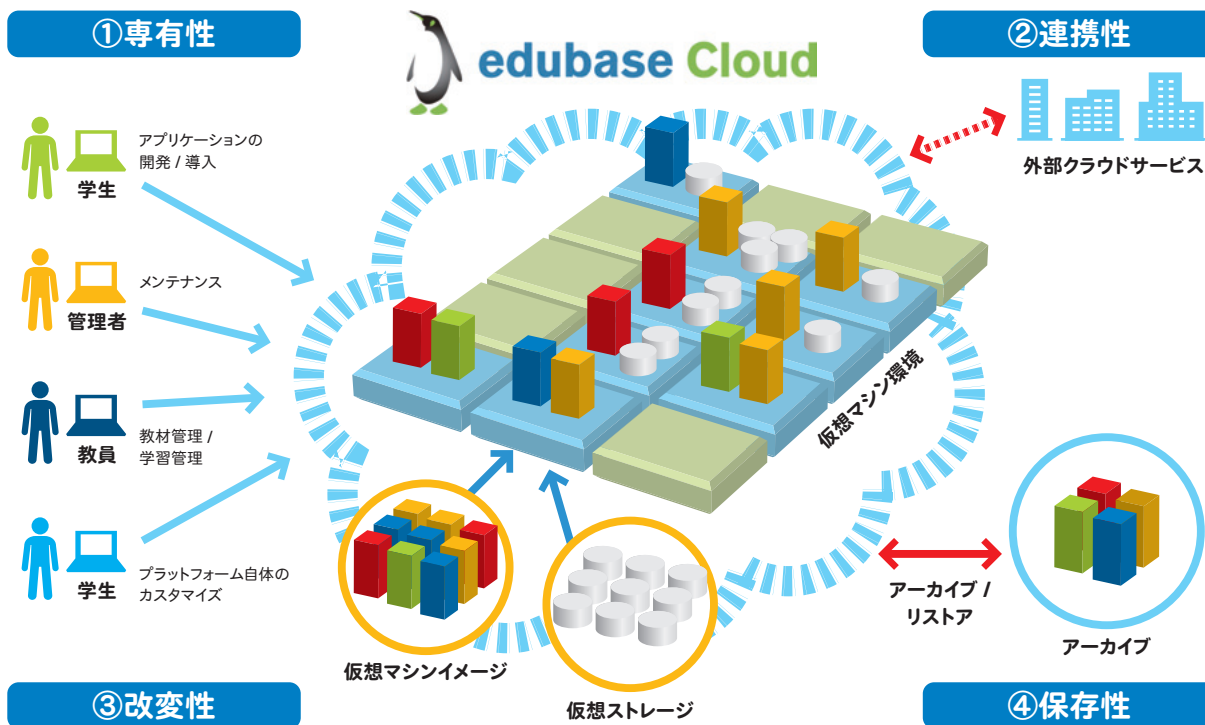 ①専有性
edubase Cloud
②連携性
アプリケーションの
開発 / 導入
学生
外部クラウドサービス
メンテナンス
管理者
教材管理 /
学習管理
教員
プラットフォーム自体の
カスタマイズ
学生
仮想マシン環境
仮想マシンイメージ
仮想ストレージ
アーカイブ /
リストア
アーカイブ
③改変性
④保存性